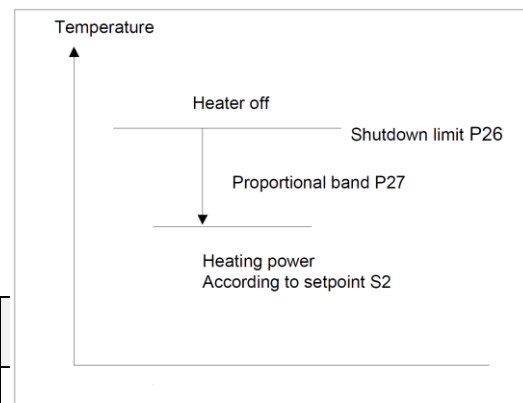 Temperature
Heater off
Shutdown limit P26
Proportional band P27
Heating power
According to setpoint S2